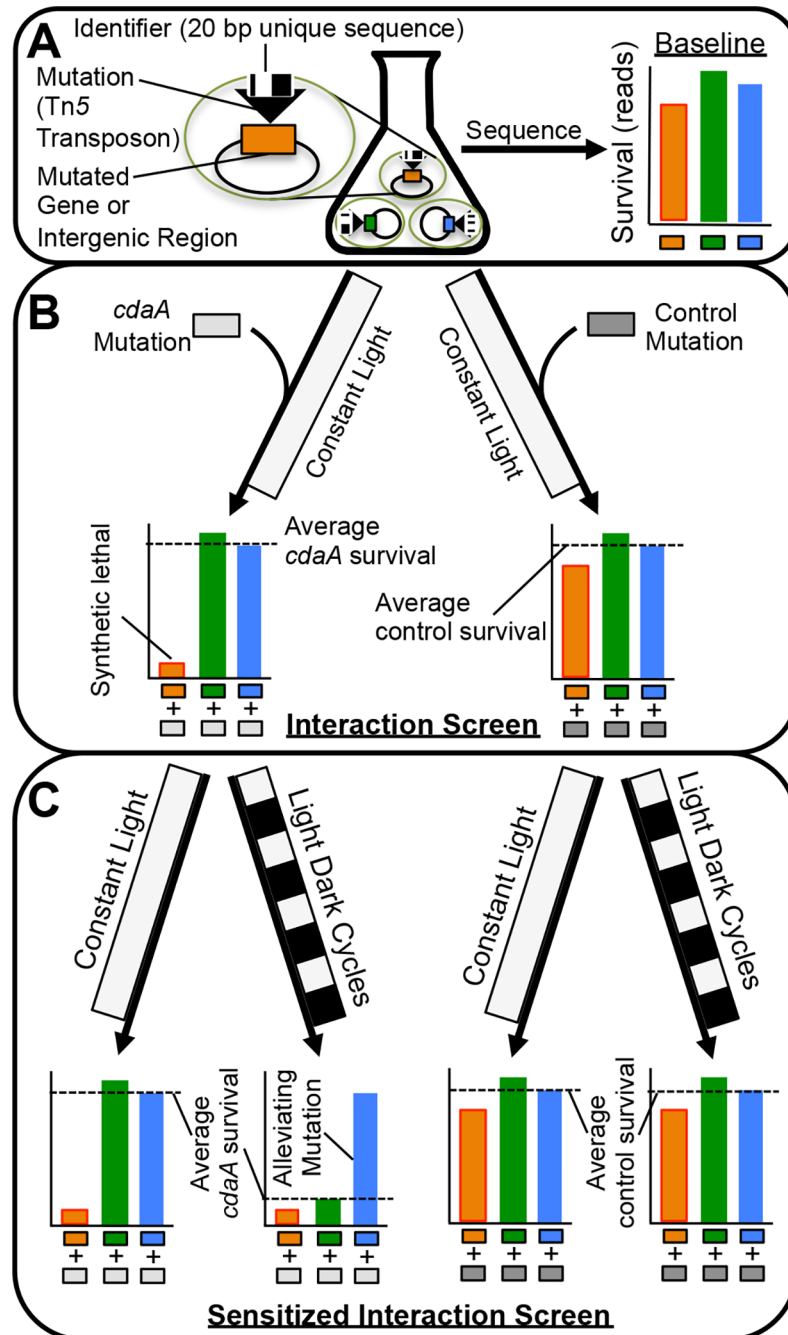 A
Identifier (20 bp unique sequence)
Mutation
(Tn5
Transposon)
Mutated
Gene or
Intergenic Region
Sequence
Baseline
Survival (reads)
B
cdaA
Mutation
Constant Light
Constant Light
Control
Mutation
Synthetic lethal
Average
cdaA survival
Average
control survival
+ + +
+ + +
Interaction Screen
C
Constant Light
Light Dark Cycles
Constant Light
Light Dark Cycles
Average
cdaA survival
Alleviating
Mutation
Average
control survival
+ + +
+ + +
+ + +
+ + +
Sensitized Interaction Screen